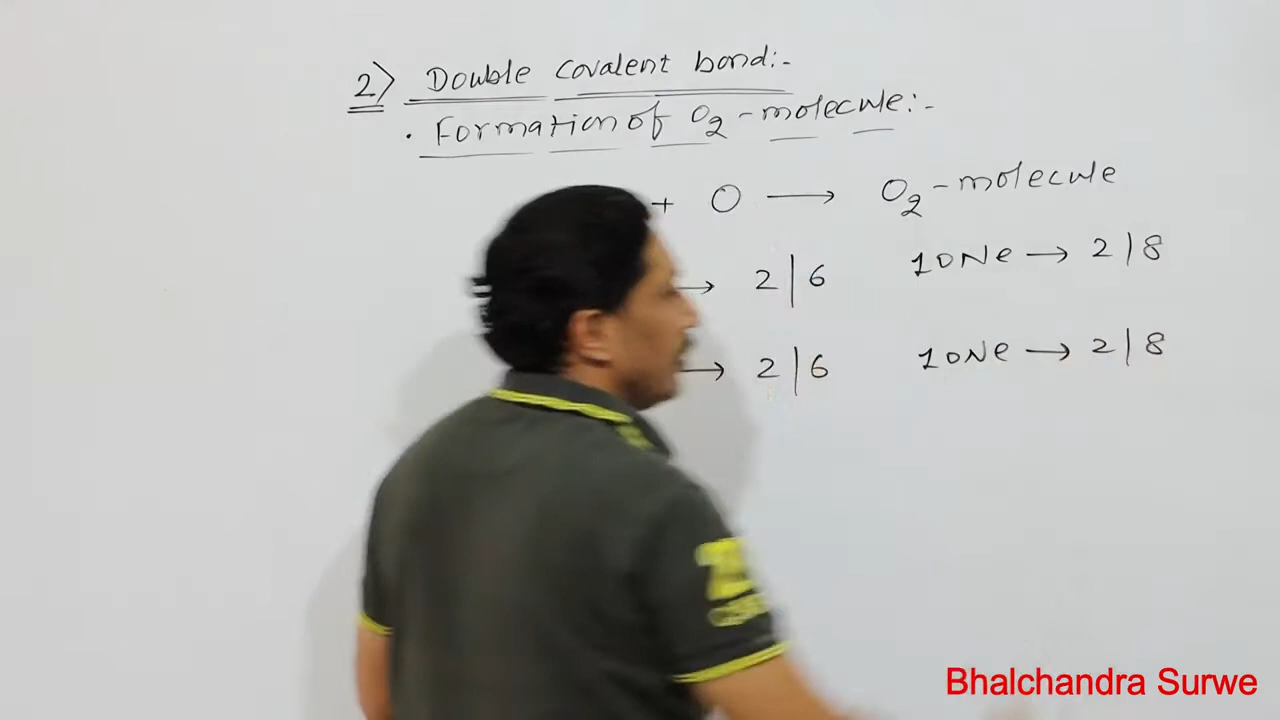 2) Double covalent bond:-
· Formation of O2 - molecule:-
+ O → O2 - molecule
→ 2 | 6 10Ne → 2 | 8
→ 2 | 6 10Ne → 2 | 8
Bhalchandra Surwe